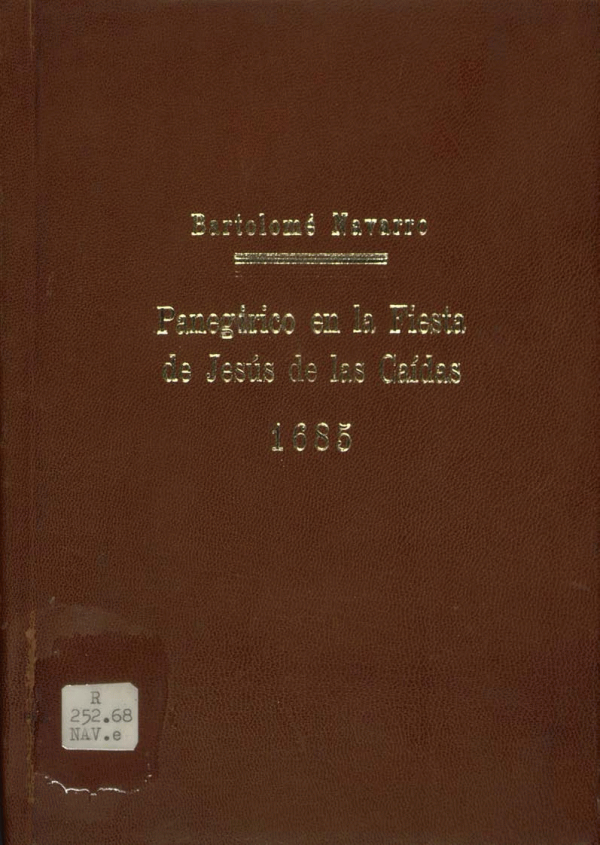 Bartolomé Navarro
Panegírico en la Fiesta
de Jesús de las Caídas
1685
R
252.68
NAV.e